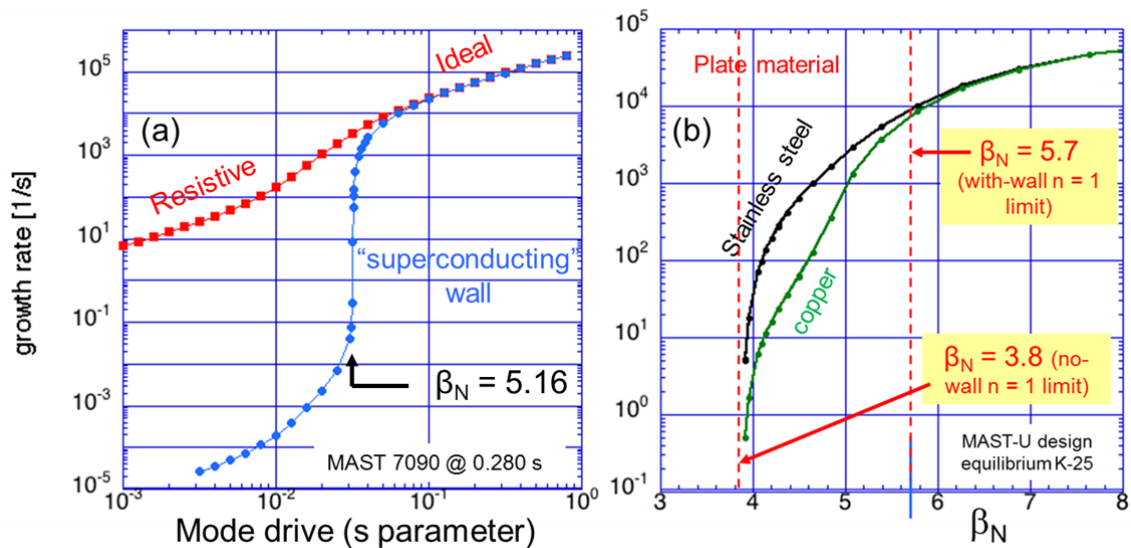 growth rate [1/s]
10^5
10^3
10^1
10^-1
10^-3
10^-5
(a)
Resistive
Ideal
"superconducting"
wall
β_N = 5.16
MAST 7090 @ 0.280 s
10^-3
10^-2
10^-1
10^0
Mode drive (s parameter)
10^5
10^4
10^3
10^2
10^1
10^0
10^-1
Plate material
(b)
Stainless steel
copper
β_N = 5.7
(with-wall n = 1
limit)
β_N = 3.8 (no-
wall n = 1 limit)
MAST-U design
equilibrium K-25
3
4
5
6
7
8
β_N